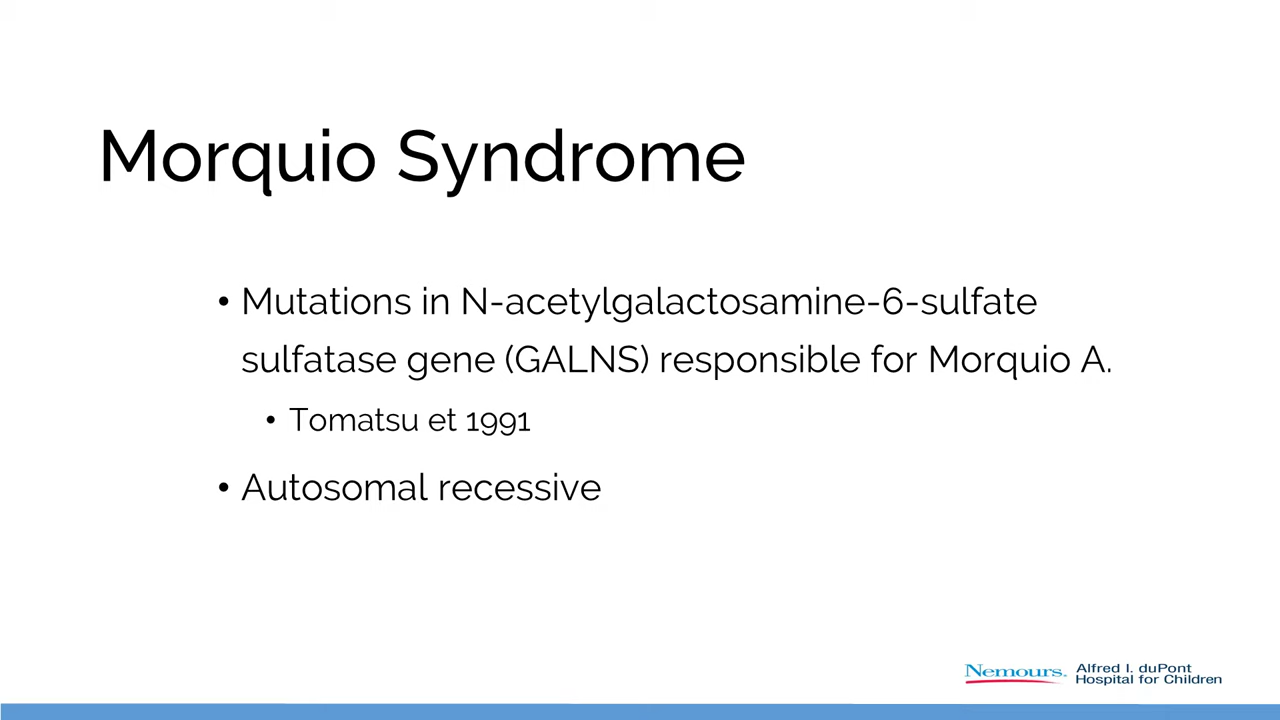 Morquio Syndrome
• Mutations in N-acetylgalactosamine-6-sulfate
sulfatase gene (GALNS) responsible for Morquio A.
• Tomatsu et 1991
• Autosomal recessive
Nemours. Alfred I. duPont
Hospital for Children